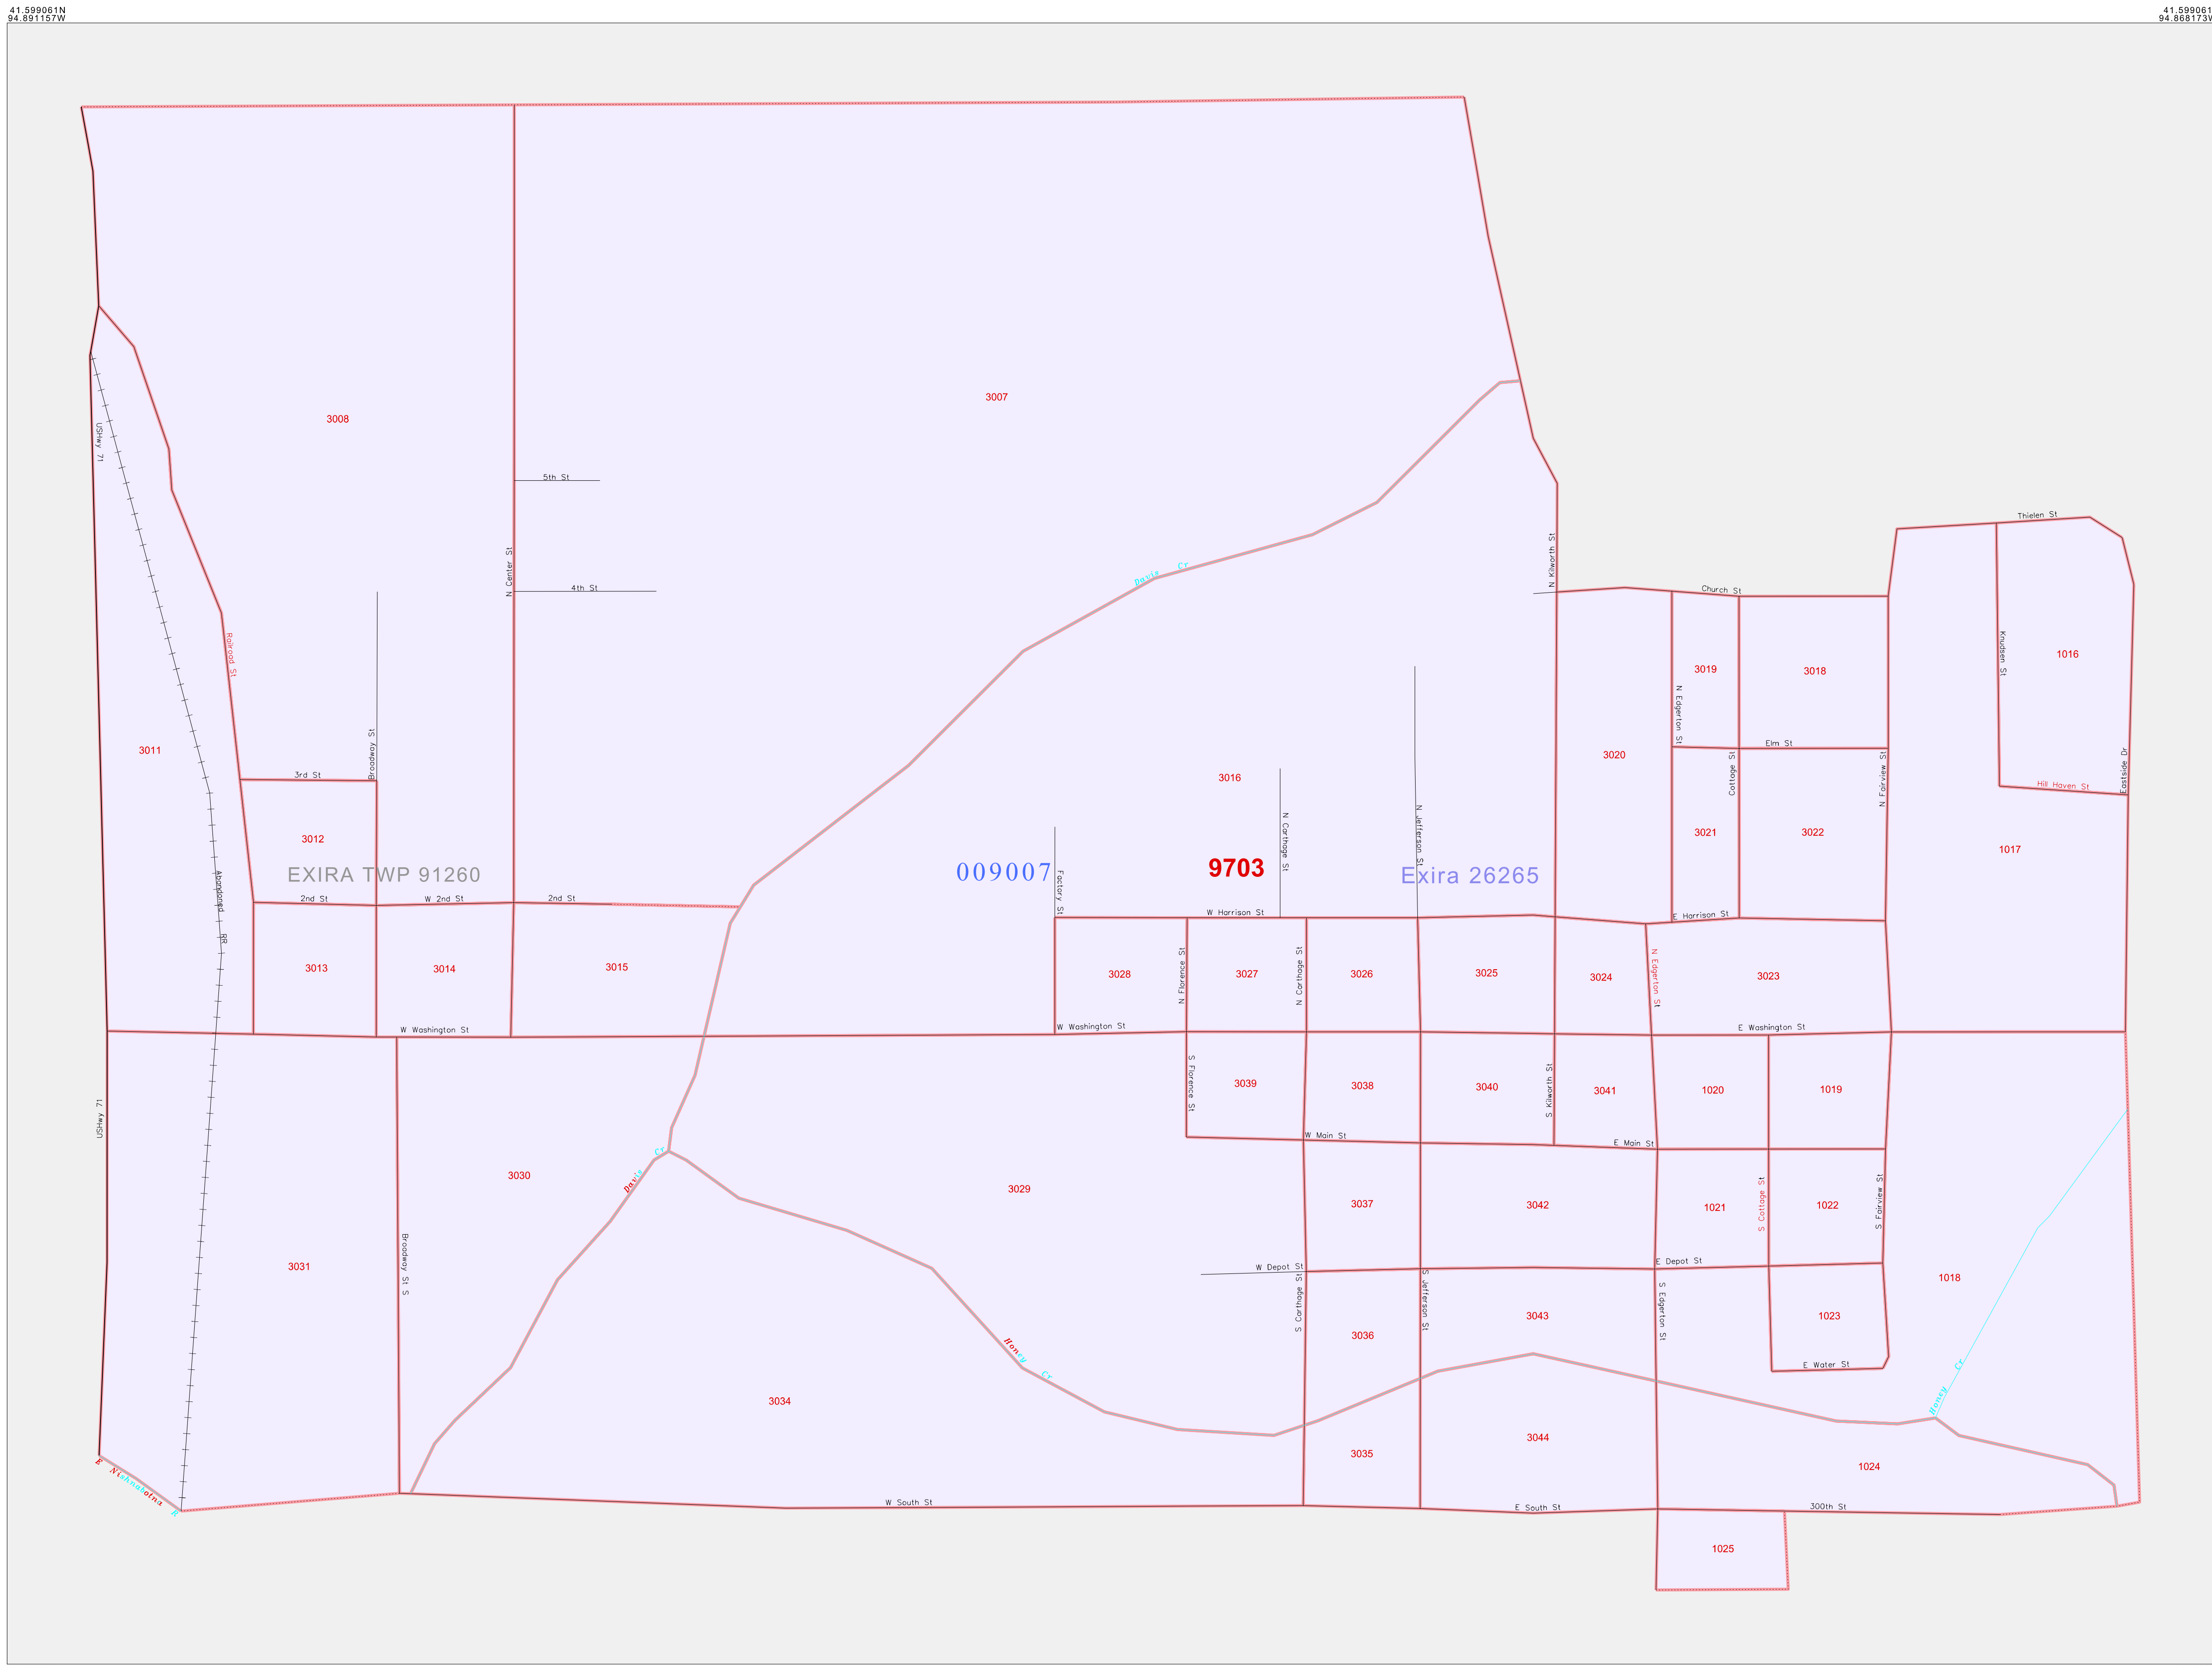 41.599061N
94.891157W
41.599061
94.868173W
3008
3007
USHwy 71
5th St
4th St
N Center St
Davis Cr
N Kilworth St
Thielen St
Church St
Knudsen St
1016
3019
3018
N Edgerton St
Elm St
Railroad St
3011
Broadway St
3rd St
3016
3020
Cottage St
N Fairview St
Eastside Dr
Hill Haven St
3012
N Carthage St
N Jefferson St
3021
3022
1017
EXIRA TWP 91260
009007
9703
Exira 26265
Abandoned RR
Factory St
2nd St
W 2nd St
2nd St
W Harrison St
E Harrison St
3013
3014
3015
3028
N Florence St
3027
N Carthage St
3026
3025
3024
N Edgerton St
3023
W Washington St
W Washington St
E Washington St
USHwy 71
S Florence St
3039
3038
3040
S Kilworth St
3041
1020
1019
W Main St
E Main St
3030
Davis Cr
3029
3037
3042
1021
S Cottage St
1022
S Fairview St
3031
Broadway St S
W Depot St
E Depot St
1018
S Carthage St
3036
S Jefferson St
3043
S Edgerton St
1023
Honey Cr
E Water St
Honey Cr
3034
3035
3044
1024
E Nishnabotna R
W South St
E South St
300th St
1025